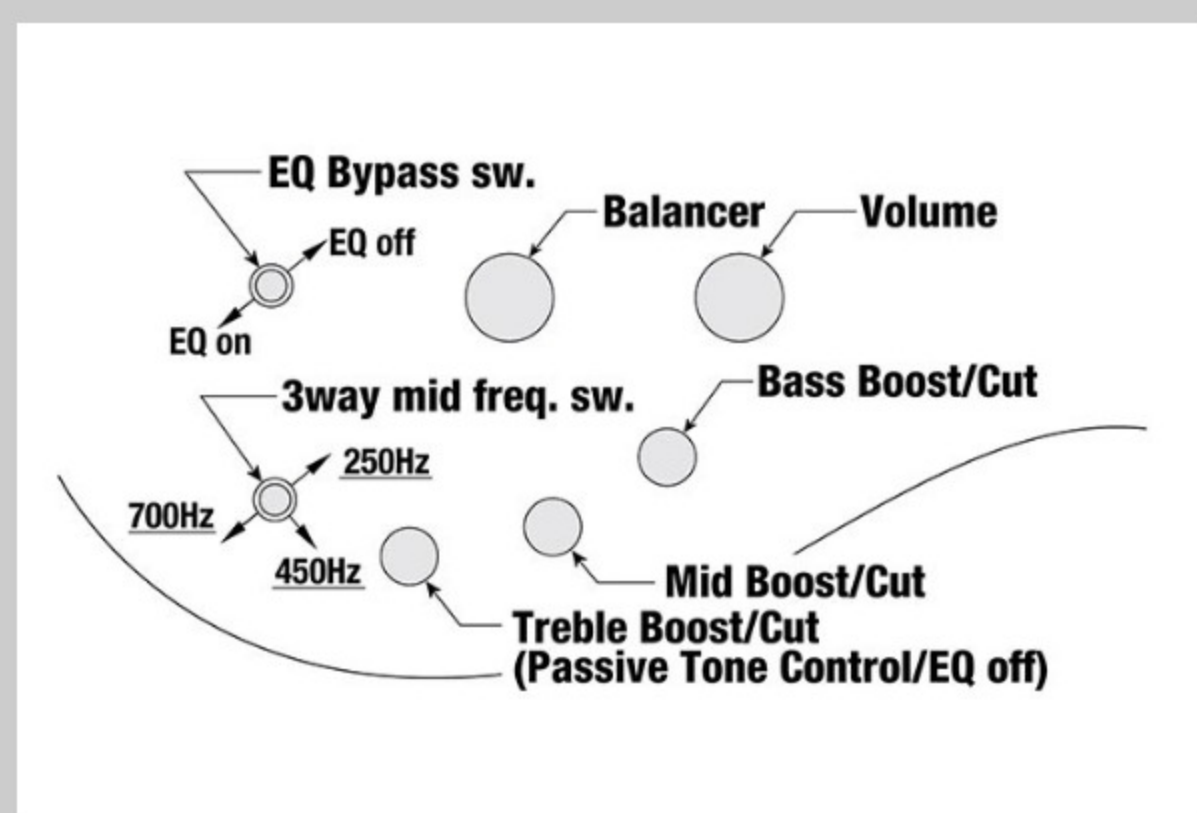 EQ Bypass sw.
Balancer
Volume
EQ off
EQ on
Bass Boost/Cut
3way mid freq. sw.
250Hz
700Hz
450Hz
Mid Boost/Cut
Treble Boost/Cut
(Passive Tone Control/EQ off)